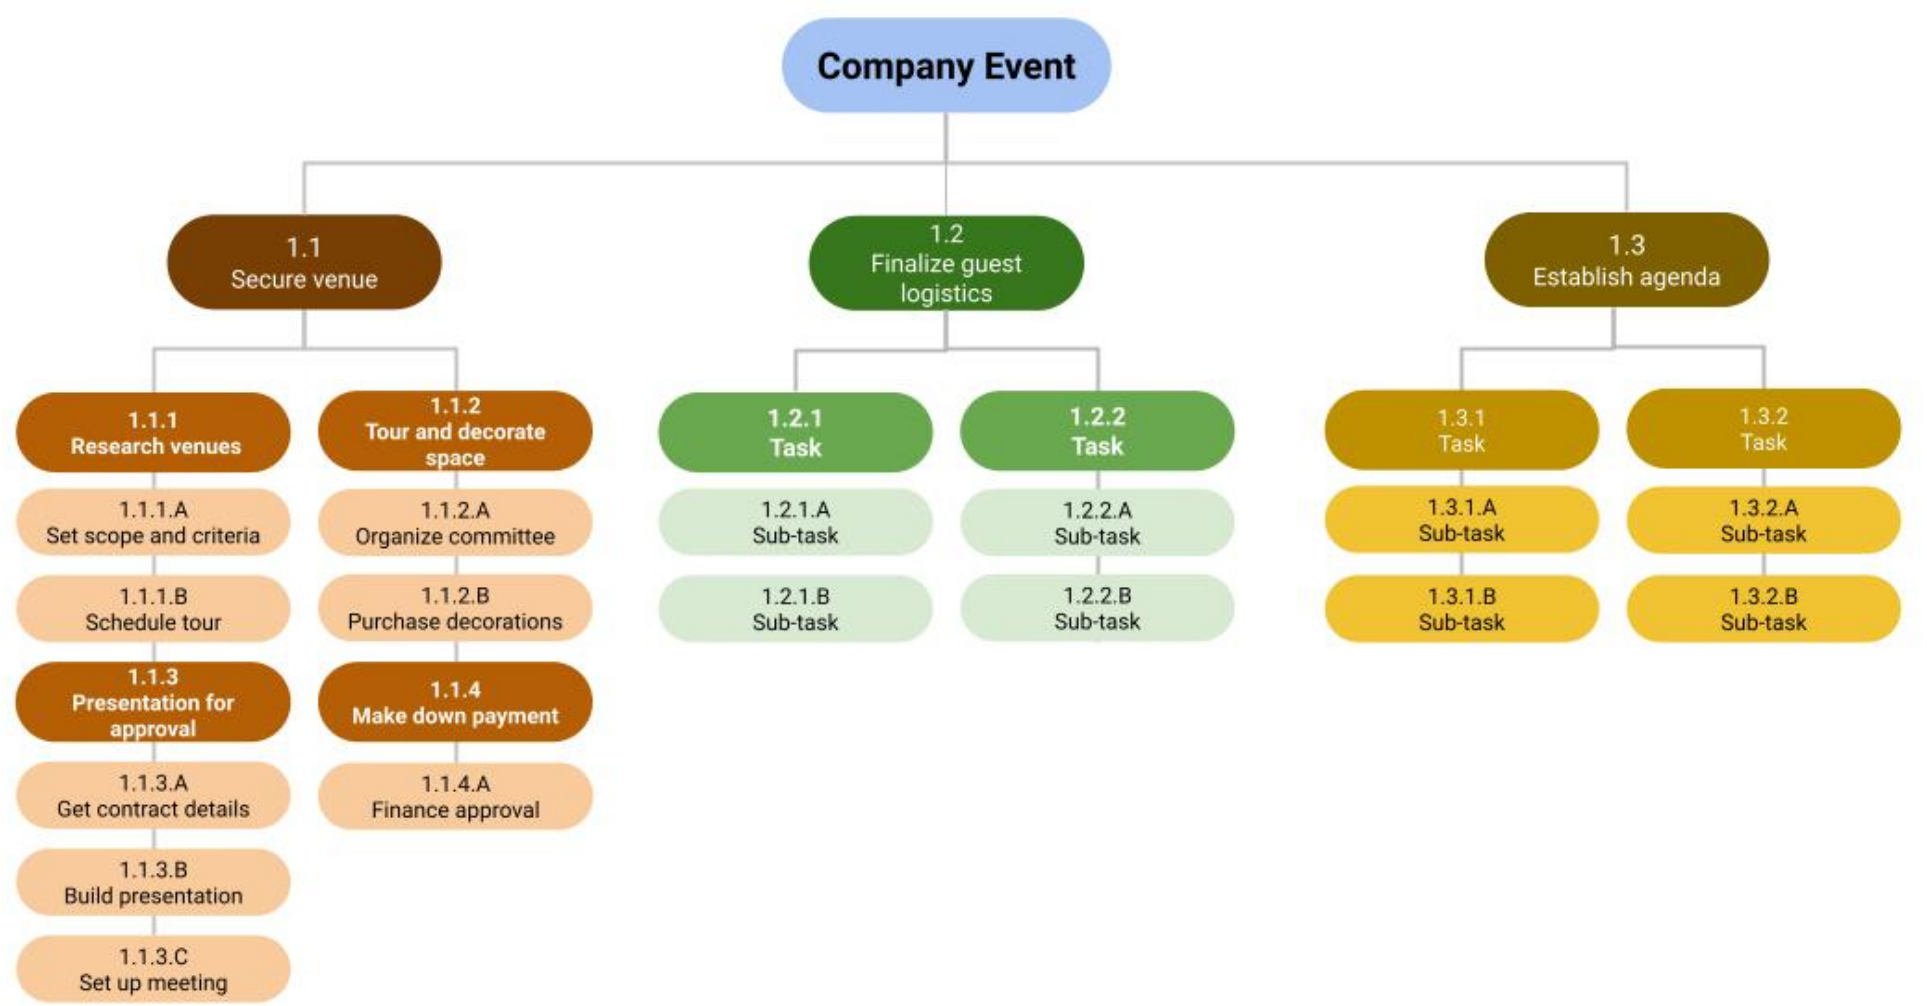 Company Event
1.1
Secure venue
1.2
Finalize guest
logistics
1.3
Establish agenda
1.1.1
Research venues
1.1.2
Tour and decorate
space
1.2.1
Task
1.2.2
Task
1.3.1
Task
1.3.2
Task
1.1.1.A
Set scope and criteria
1.1.2.A
Organize committee
1.2.1.A
Sub-task
1.2.2.A
Sub-task
1.3.1.A
Sub-task
1.3.2.A
Sub-task
1.1.1.B
Schedule tour
1.1.2.B
Purchase decorations
1.2.1.B
Sub-task
1.2.2.B
Sub-task
1.3.1.B
Sub-task
1.3.2.B
Sub-task
1.1.3
Presentation for
approval
1.1.4
Make down payment
1.1.3.A
Get contract details
1.1.4.A
Finance approval
1.1.3.B
Build presentation
1.1.3.C
Set up meeting